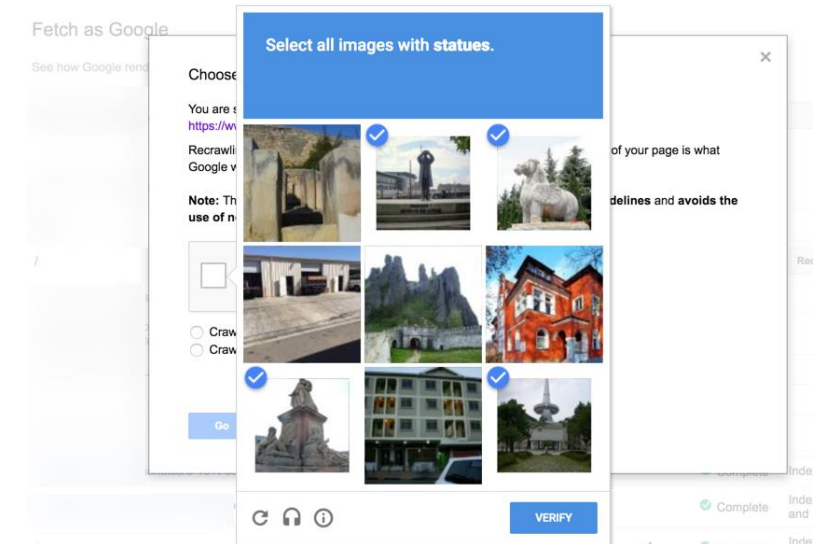 Fetch as Google
See how Google rend
Select all images with statues.
Choose
You are s
https://wv
Recrawli
of your page is what
Google w
Note: Th
delines and avoids the
use of n
Rec
Craw
Craw
Go
VERIFY
Complete
Inde
Complete
Inde
and
Inde